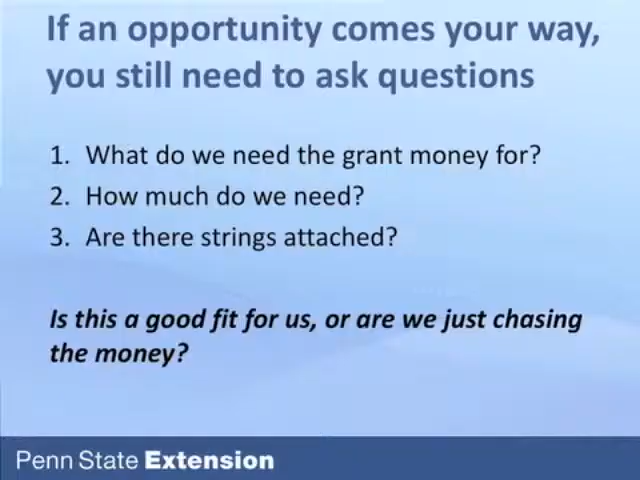 If an opportunity comes your way,
you still need to ask questions
1. What do we need the grant money for?
2. How much do we need?
3. Are there strings attached?
Is this a good fit for us, or are we just chasing
the money?
Penn State Extension